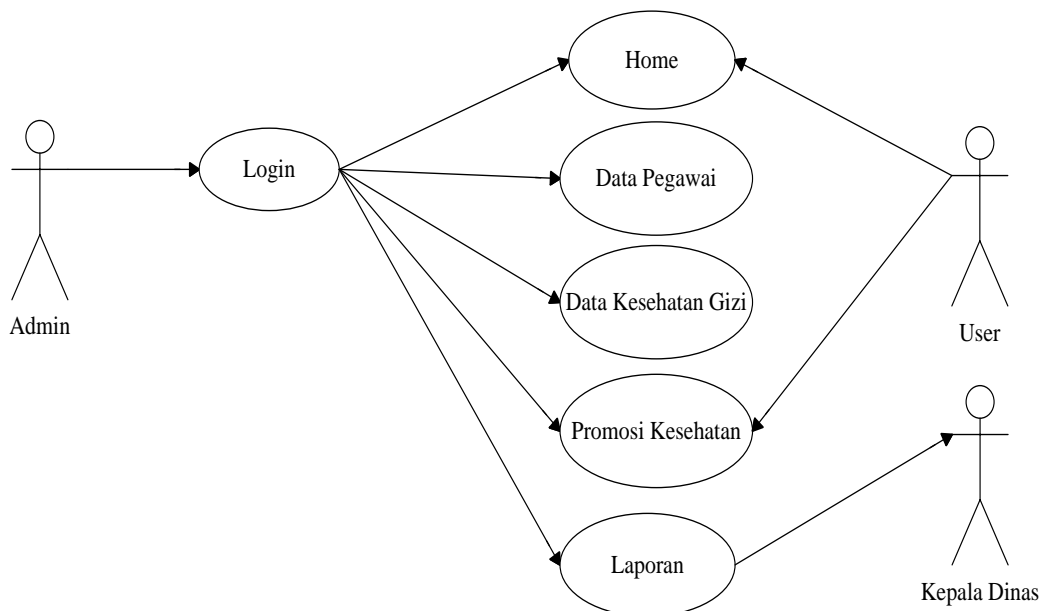 Home
Login
Data Pegawai
Data Kesehatan Gizi
Admin
User
Promosi Kesehatan
Laporan
Kepala Dinas